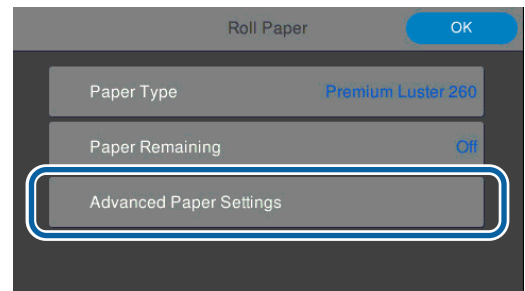 Roll Paper OK
Paper Type Premium Luster 260
Paper Remaining Off
Advanced Paper Settings